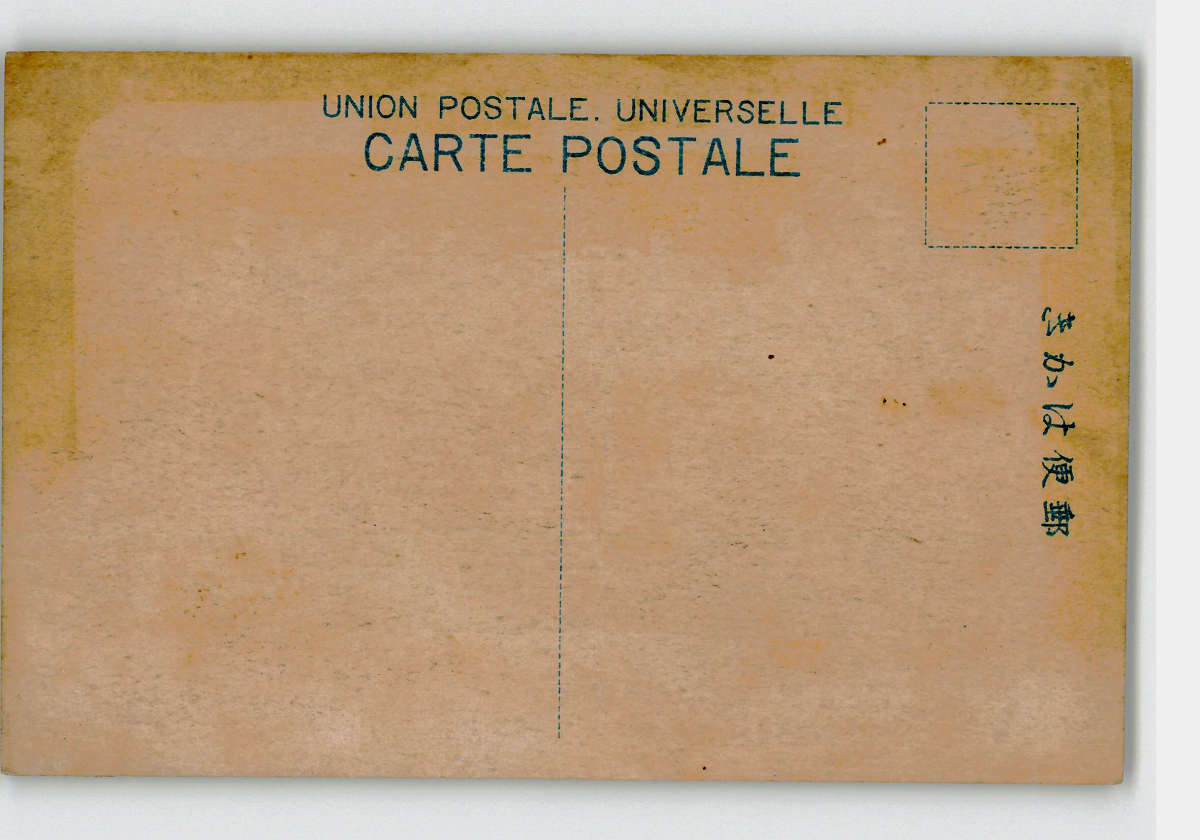 UNION POSTALE. UNIVERSELLE
CARTE POSTALE
郵便はかき